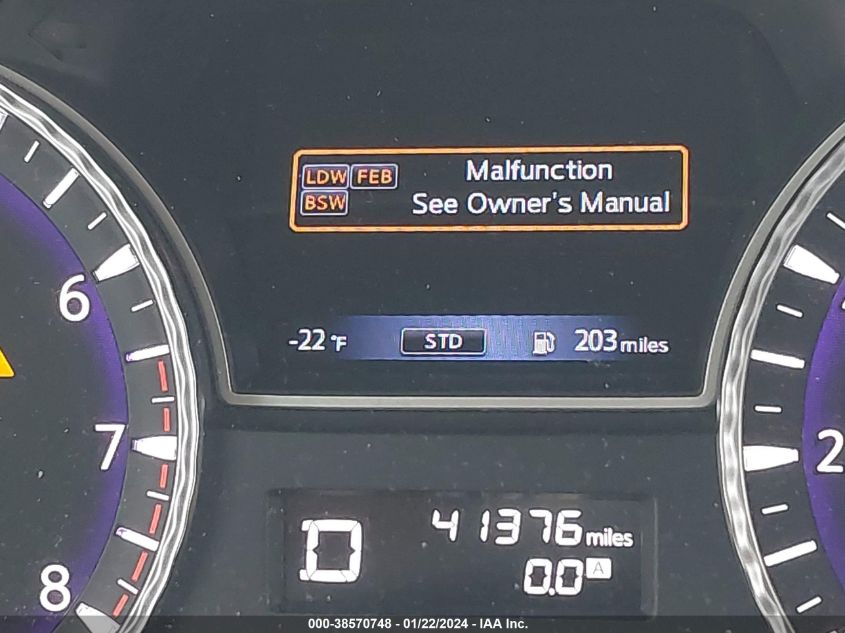 LDW FEB Malfunction
BSW See Owner's Manual
6
-22 °F STD 203 miles
7
2
41376 miles
D
0.0 A
8
000-38570748 - 01/22/2024 - IAA Inc.